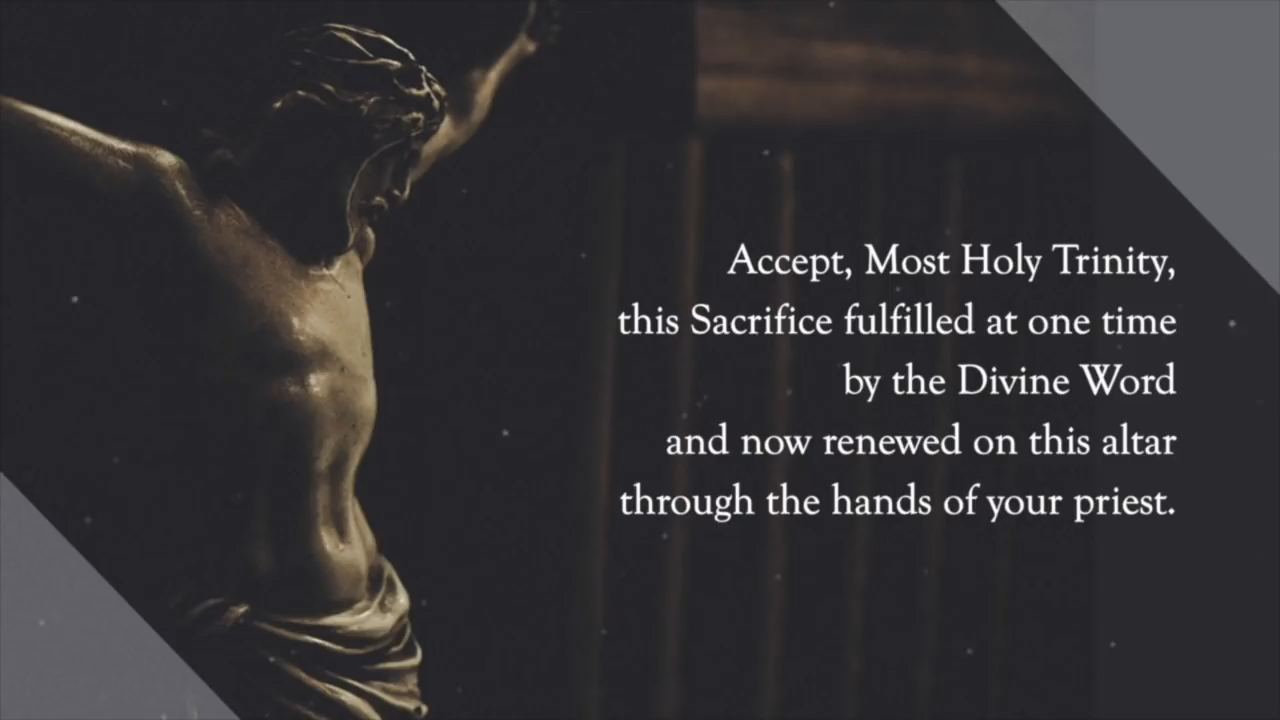 Accept, Most Holy Trinity,
this Sacrifice fulfilled at one time
by the Divine Word
and now renewed on this altar
through the hands of your priest.